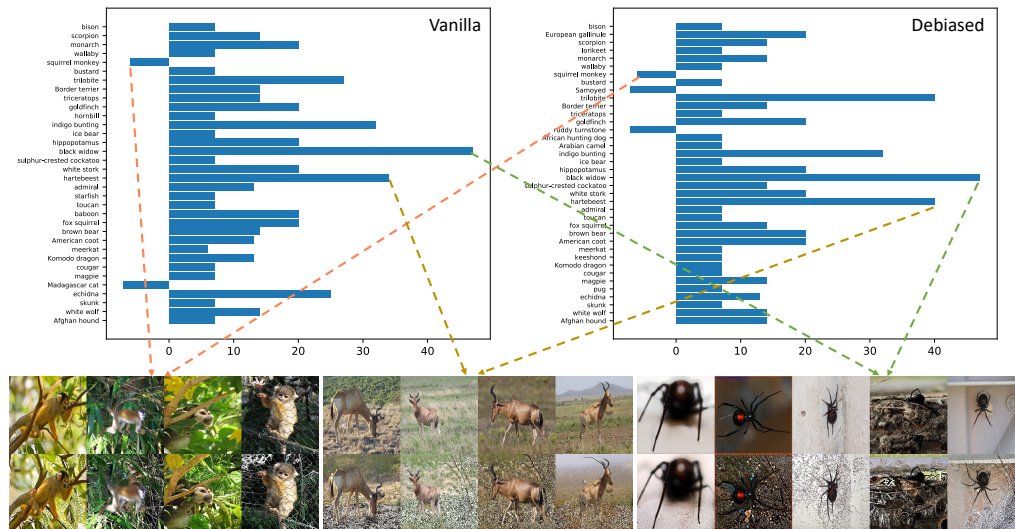 Vanilla
bison
scorpion
monarch
wallaby
squirrel monkey
bustard
trilobite
Border terrier
triceratops
goldfinch
hornbill
indigo bunting
ice bear
hippopotamus
black widow
sulphur-crested cockatoo
white stork
hartebeest
admiral
starfish
toucan
baboon
fox squirrel
brown bear
American coot
meerkat
Komodo dragon
cougar
magpie
Madagascar cat
echidna
skunk
white wolf
Afghan hound
0 10 20 30 40
Debiased
bison
European gallinule
scorpion
lorikeet
monarch
wallaby
squirrel monkey
bustard
Samoyed
trilobite
Border terrier
triceratops
goldfinch
ruddy turnstone
African hunting dog
Arabian camel
indigo bunting
ice bear
hippopotamus
black widow
sulphur-crested cockatoo
white stork
hartebeest
admiral
toucan
fox squirrel
brown bear
American coot
meerkat
keeshond
Komodo dragon
cougar
magpie
pug
echidna
skunk
white wolf
Afghan hound
0 10 20 30 40